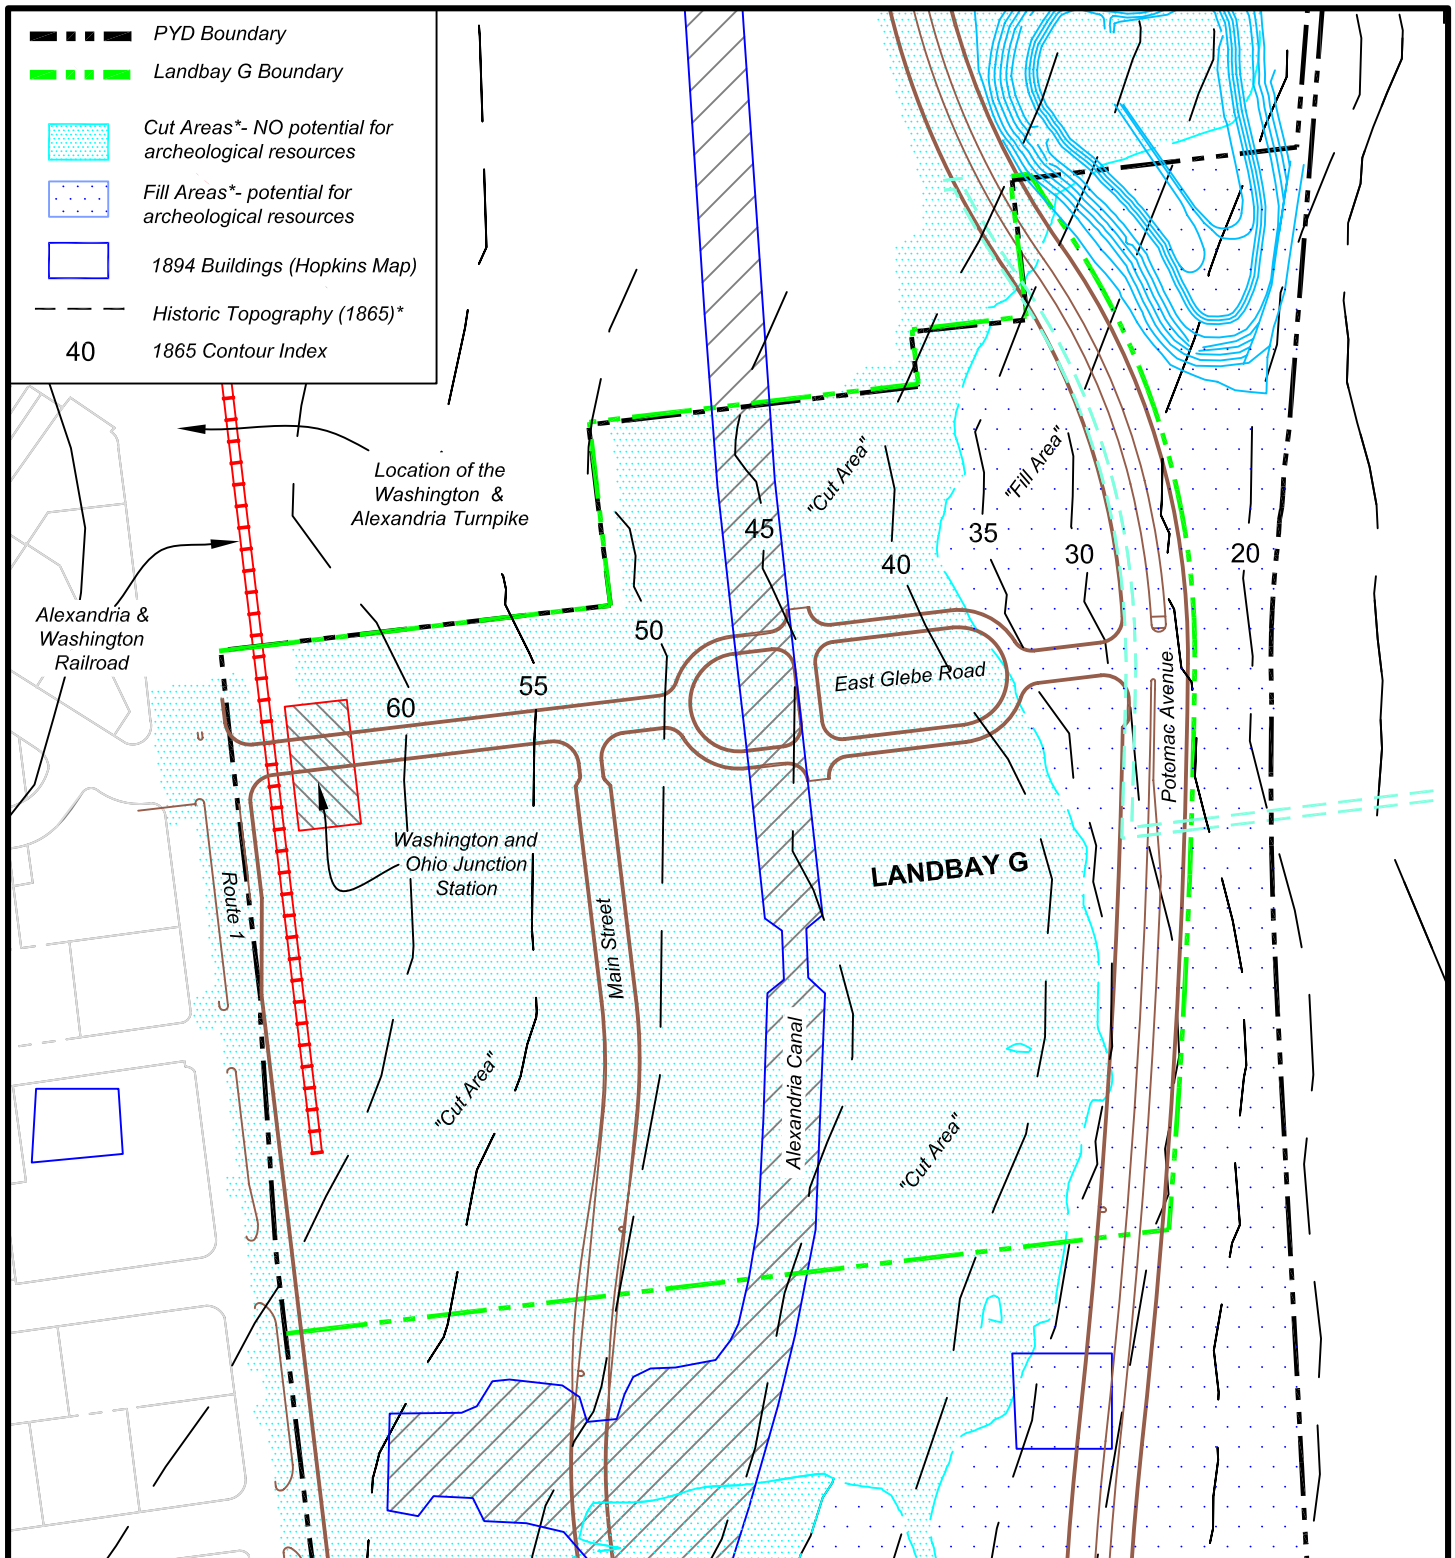 PYD Boundary
Landbay G Boundary
Cut Areas*- NO potential for
archeological resources
Fill Areas*- potential for
archeological resources
1894 Buildings (Hopkins Map)
Historic Topography (1865)*
40
1865 Contour Index
Location of the
Washington &
Alexandria Turnpike
Alexandria &
Washington
Railroad
"Cut Area"
"Fill Area"
45
40
35
30
20
50
55
60
East Glebe Road
Potomac Avenue
Washington and
Ohio Junction
Station
LANDBAY G
Route 1
Main Street
Alexandria Canal
"Cut Area"
"Cut Area"